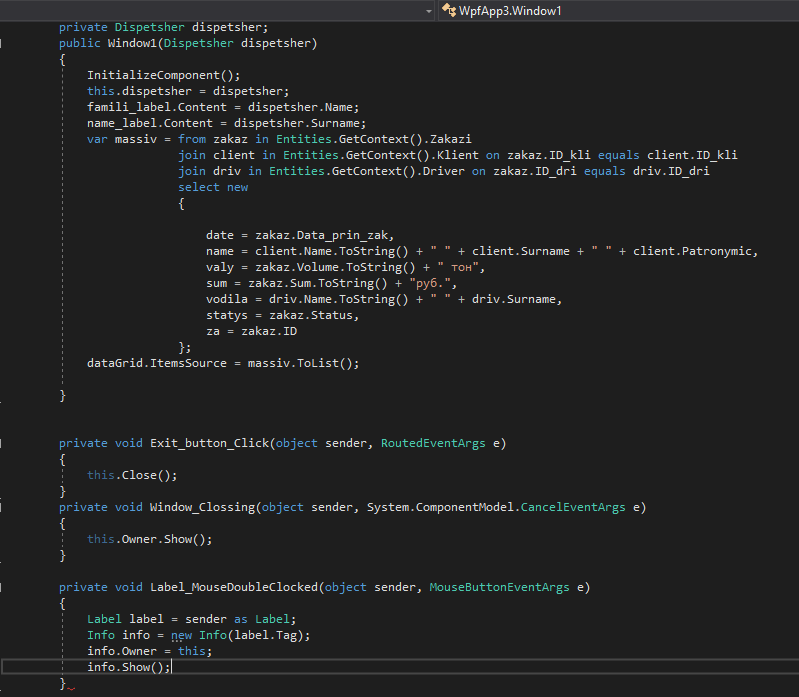 WpfApp3.Window1
private Dispetsher dispetsher;
public Window1(Dispetsher dispetsher)
{
InitializeComponent();
this.dispetsher = dispetsher;
famili_label.Content = dispetsher.Name;
name_label.Content = dispetsher.Surname;
var massiv = from zakaz in Entities.GetContext().Zakazi
join client in Entities.GetContext().Klient on zakaz.ID_kli equals client.ID_kli
join driv in Entities.GetContext().Driver on zakaz.ID_dri equals driv.ID_dri
select new
{
date = zakaz.Data_prin_zak,
name = client.Name.ToString() + " " + client.Surname + " " + client.Patronymic,
valy = zakaz.Volume.ToString() + " тон",
sum = zakaz.Sum.ToString() + "руб.",
vodila = driv.Name.ToString() + " " + driv.Surname,
statys = zakaz.Status,
za = zakaz.ID
};
dataGrid.ItemsSource = massiv.ToList();
}
private void Exit_button_Click(object sender, RoutedEventArgs e)
{
this.Close();
}
private void Window_Clossing(object sender, System.ComponentModel.CancelEventArgs e)
{
this.Owner.Show();
}
private void Label_MouseDoubleClocked(object sender, MouseButtonEventArgs e)
{
Label label = sender as Label;
Info info = new Info(label.Tag);
info.Owner = this;
info.Show();
}